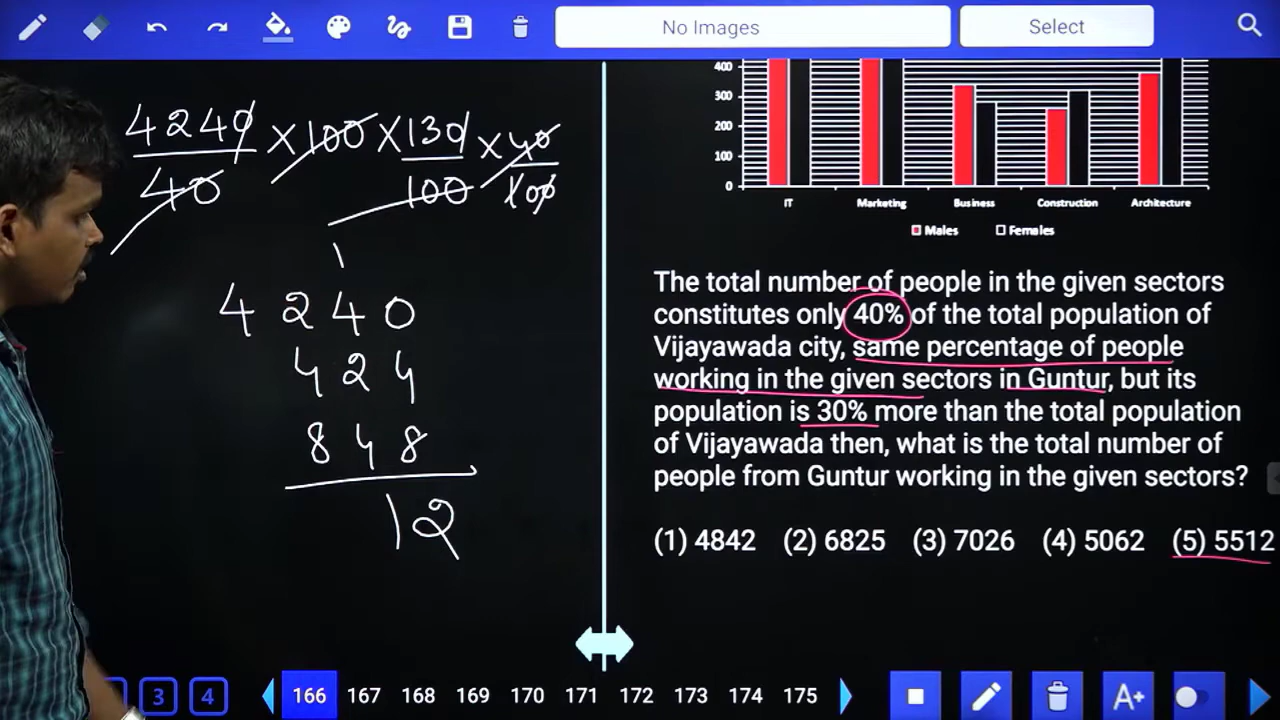 No Images
Select
4240/40 × 100 × 130/100 × 40/100
4240
424
848
12
400
300
200
100
0
IT Marketing Business Construction Architecture
Males Females
The total number of people in the given sectors
constitutes only 40% of the total population of
Vijayawada city, same percentage of people
working in the given sectors in Guntur, but its
population is 30% more than the total population
of Vijayawada then, what is the total number of
people from Guntur working in the given sectors?
(1) 4842 (2) 6825 (3) 7026 (4) 5062 (5) 5512
3 4 166 167 168 169 170 171 172 173 174 175 A+